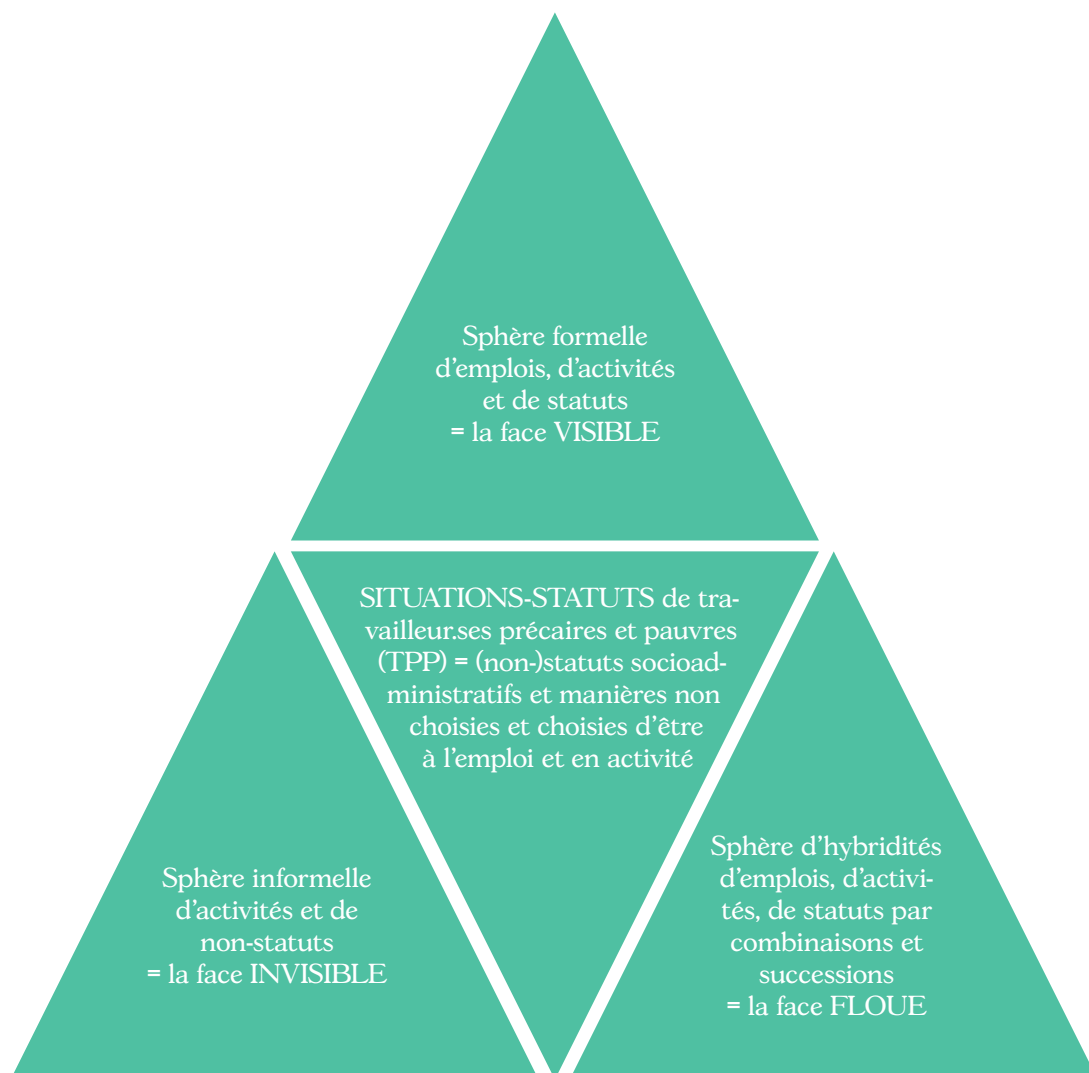 Sphère formelle
d'emplois, d'activités
et de statuts
= la face VISIBLE
SITUATIONS-STATUTS de tra-
vailleur.ses précaires et pauvres
(TPP) = (non-)statuts socioad-
ministratifs et manières non
choisies et choisies d'être
à l'emploi et en activité
Sphère informelle
d'activités et de
non-statuts
= la face INVISIBLE
Sphère d'hybridités
d'emplois, d'activi-
tés, de statuts par
combinaisons et
successions
= la face FLOUE